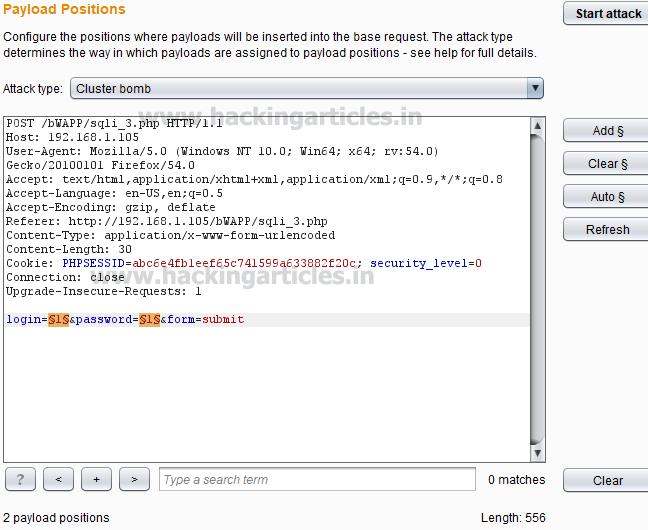 Payload Positions
Start attack
Configure the positions where payloads will be inserted into the base request. The attack type
determines the way in which payloads are assigned to payload positions - see help for full details.
Attack type: Cluster bomb
www.hackingarticles.in
POST /bWAPP/sqli_3.php HTTP/1.1
Host: 192.168.1.105
User-Agent: Mozilla/5.0 (Windows NT 10.0; Win64; x64; rv:54.0)
Gecko/20100101 Firefox/54.0
Accept: text/html,application/xhtml+xml,application/xml;q=0.9,*/*;q=0.8
Accept-Language: en-US,en;q=0.5
Accept-Encoding: gzip, deflate
Referer: http://192.168.1.105/bWAPP/sqli_3.php
Content-Type: application/x-www-form-urlencoded
Content-Length: 30
Cookie: PHPSESSID=abc6e4fb1eef65c741599a633882f20c; security_level=0
www.hackingarticles.in
Connection: close
Upgrade-Insecure-Requests: 1
login=§1§&password=§1§&form=submit
Add §
Clear §
Auto §
Refresh
?
<
+
>
Type a search term
0 matches
Clear
2 payload positions
Length: 556